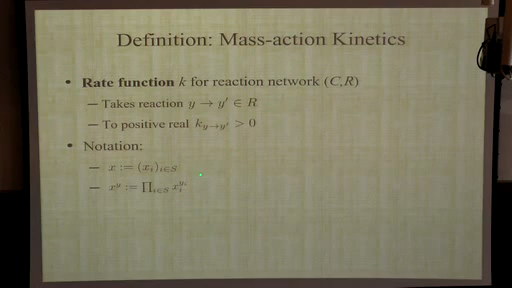 Definition: Mass-action Kinetics
• Rate function k for reaction network (C,R)
– Takes reaction y → y′ ∈ R
– To positive real k_{y→y′} > 0
• Notation:
– x := (x_i)_{i∈S}
– x^y := ∏_{i∈S} x_i^{y_i}